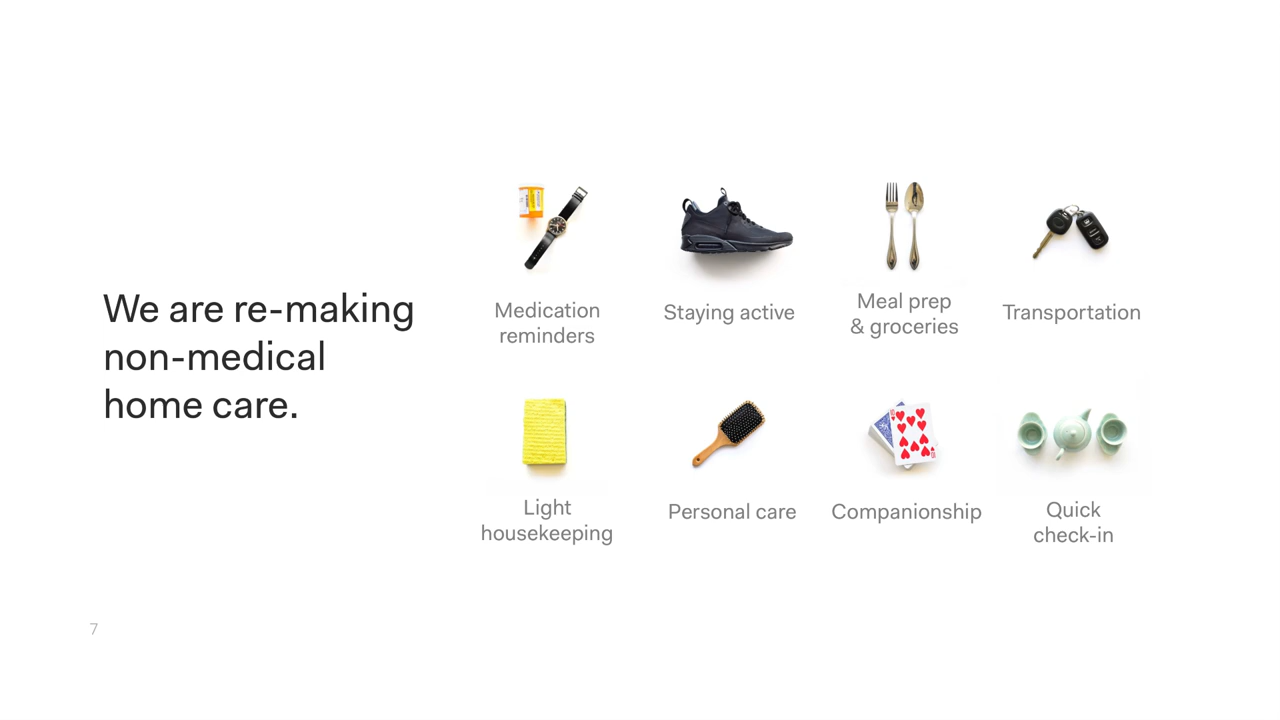 We are re-making
non-medical
home care.
Medication
reminders
Staying active
Meal prep
& groceries
Transportation
Light
housekeeping
Personal care
Companionship
Quick
check-in
7